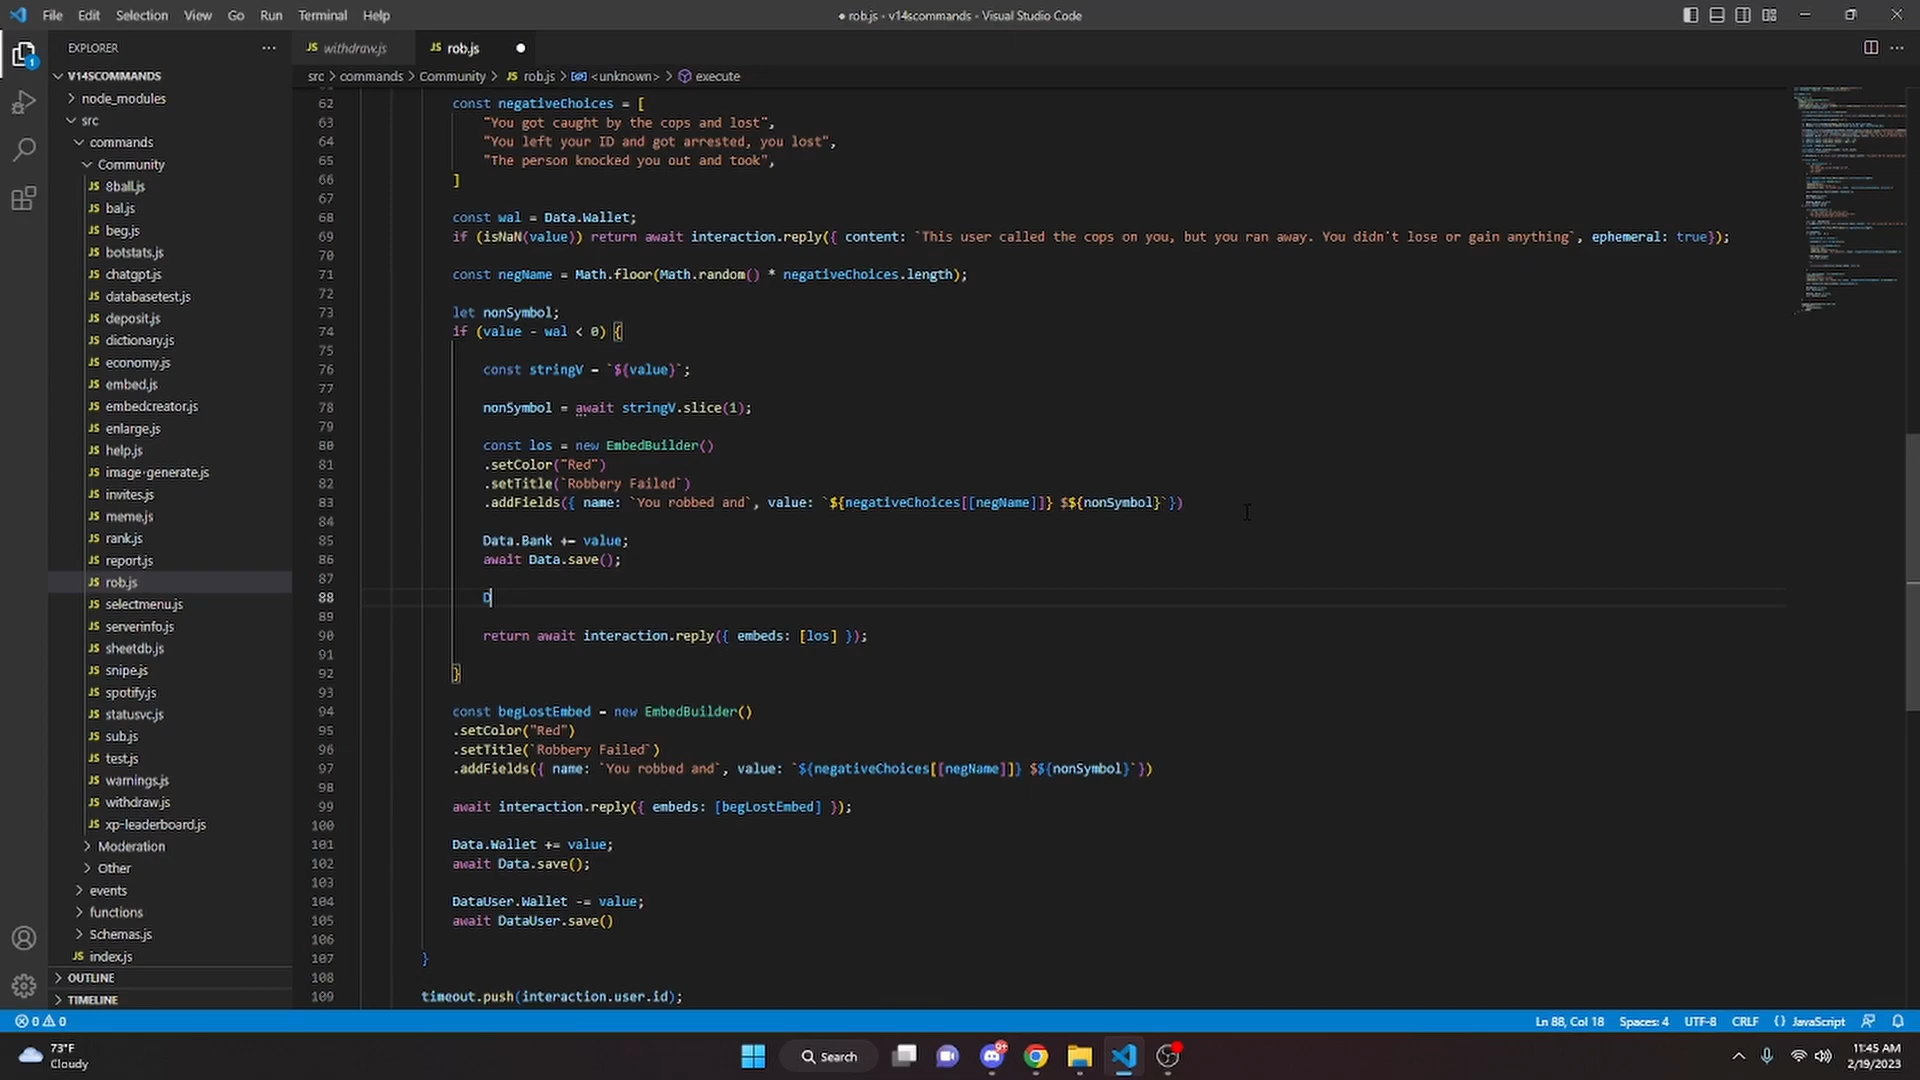 File Edit Selection View Go Run Terminal Help
● rob.js - v14scommands - Visual Studio Code
EXPLORER
JS withdraw.js
JS rob.js
src > commands > Community > JS rob.js > <unknown> > execute
1
V14SCOMMANDS
node_modules
src
commands
Community
JS 8ball.js
JS bal.js
JS beg.js
JS botstats.js
JS chatgpt.js
JS databasetest.js
JS deposit.js
JS dictionary.js
JS economy.js
JS embed.js
JS embedcreator.js
JS enlarge.js
JS help.js
JS image-generate.js
JS invites.js
JS meme.js
JS rank.js
JS report.js
JS rob.js
JS selectmenu.js
JS serverinfo.js
JS sheetdb.js
JS snipe.js
JS spotify.js
JS statusvc.js
JS sub.js
JS test.js
JS warnings.js
JS withdraw.js
JS xp-leaderboard.js
Moderation
Other
events
functions
Schemas.js
JS index.js
OUTLINE
TIMELINE
62 const negativeChoices = [
63 "You got caught by the cops and lost",
64 "You left your ID and got arrested, you lost",
65 "The person knocked you out and took",
66 ]
67
68 const wal = Data.Wallet;
69 if (isNaN(value)) return await interaction.reply({ content: `This user called the cops on you, but you ran away. You didn't lose or gain anything`, ephemeral: true});
70
71 const negName = Math.floor(Math.random() * negativeChoices.length);
72
73 let nonSymbol;
74 if (value - wal < 0) {
75
76 const stringV = `${value}`;
77
78 nonSymbol = await stringV.slice(1);
79
80 const los = new EmbedBuilder()
81 .setColor("Red")
82 .setTitle(`Robbery Failed`)
83 .addFields({ name: `You robbed and`, value: `${negativeChoices[[negName]]} $${nonSymbol}`})
84
85 Data.Bank += value;
86 await Data.save();
87
88 D
89
90 return await interaction.reply({ embeds: [los] });
91
92 }
93
94 const begLostEmbed = new EmbedBuilder()
95 .setColor("Red")
96 .setTitle(`Robbery Failed`)
97 .addFields({ name: `You robbed and`, value: `${negativeChoices[[negName]]} $${nonSymbol}`})
98
99 await interaction.reply({ embeds: [begLostEmbed] });
100
101 Data.Wallet += value;
102 await Data.save();
103
104 DataUser.Wallet -= value;
105 await DataUser.save()
106
107 }
108
109 timeout.push(interaction.user.id);
0 0
Ln 88, Col 18 Spaces: 4 UTF-8 CRLF {} JavaScript
73°F
Cloudy
Search
9+
11:45 AM
2/19/2023